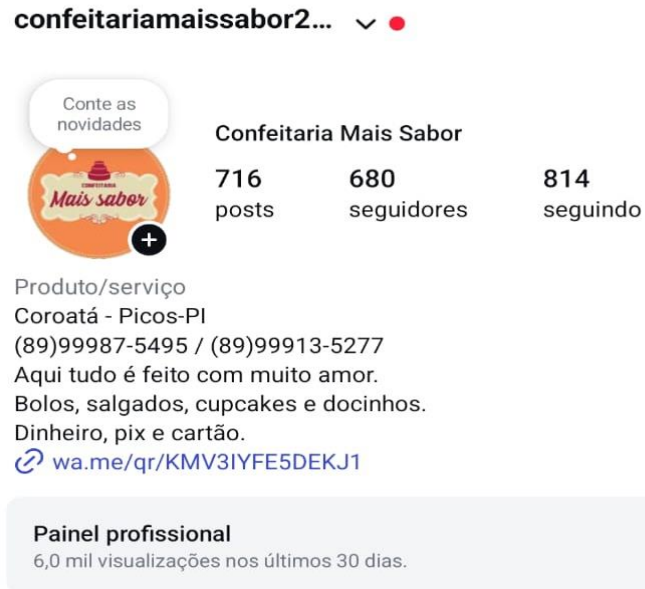 confeitariamaissabor2...
Conte as
novidades
CONFEITARIA
Mais sabor
Confeitaria Mais Sabor
716 680 814
posts seguidores seguindo
Produto/serviço
Coroatá - Picos-PI
(89)99987-5495 / (89)99913-5277
Aqui tudo é feito com muito amor.
Bolos, salgados, cupcakes e docinhos.
Dinheiro, pix e cartão.
wa.me/qr/KMV3IYFE5DEKJ1
Painel profissional
6,0 mil visualizações nos últimos 30 dias.